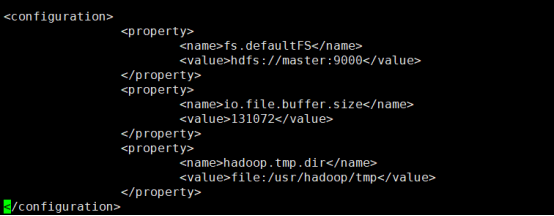 <configuration>
<property>
<name>fs.defaultFS</name>
<value>hdfs://master:9000</value>
</property>
<property>
<name>io.file.buffer.size</name>
<value>131072</value>
</property>
<property>
<name>hadoop.tmp.dir</name>
<value>file:/usr/hadoop/tmp</value>
</property>
</configuration>